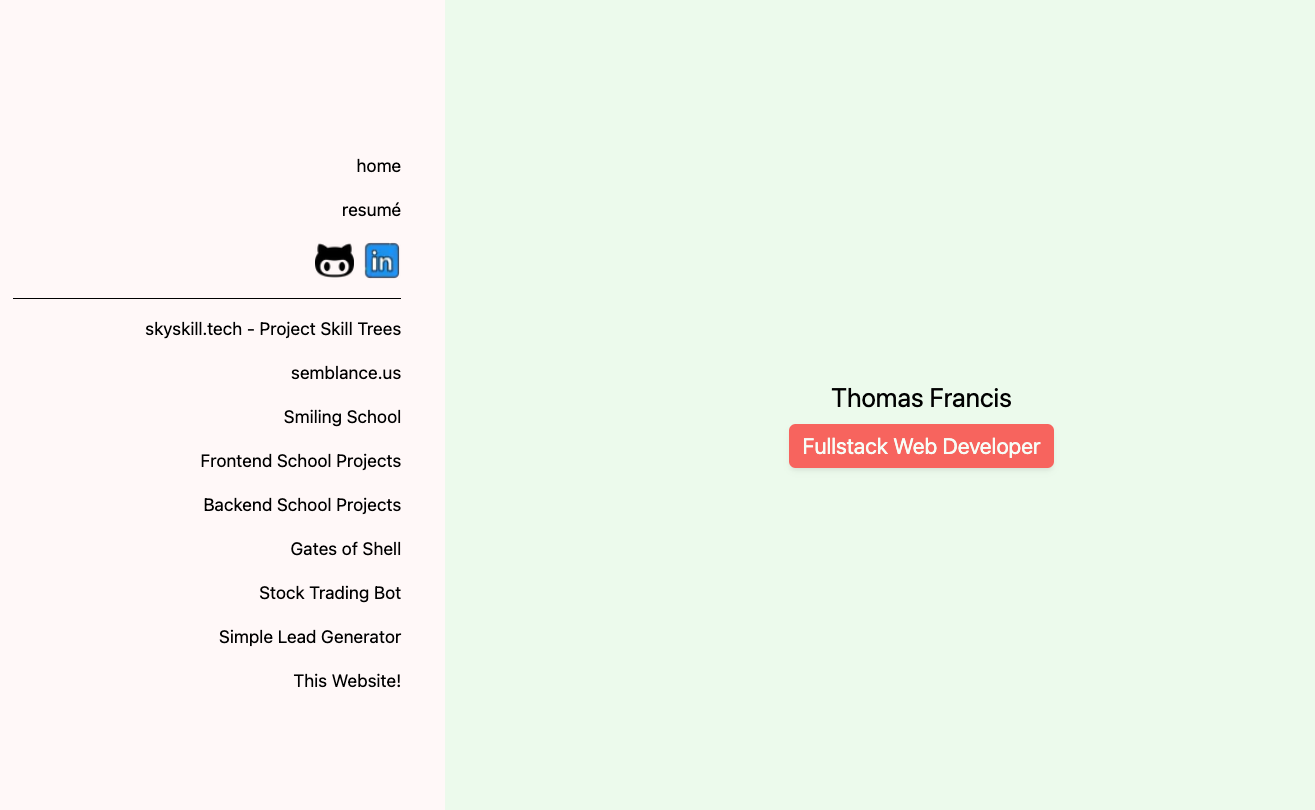 home
resumé
in
skyskill.tech - Project Skill Trees
semblance.us
Smiling School
Frontend School Projects
Backend School Projects
Gates of Shell
Stock Trading Bot
Simple Lead Generator
This Website!
Thomas Francis
Fullstack Web Developer